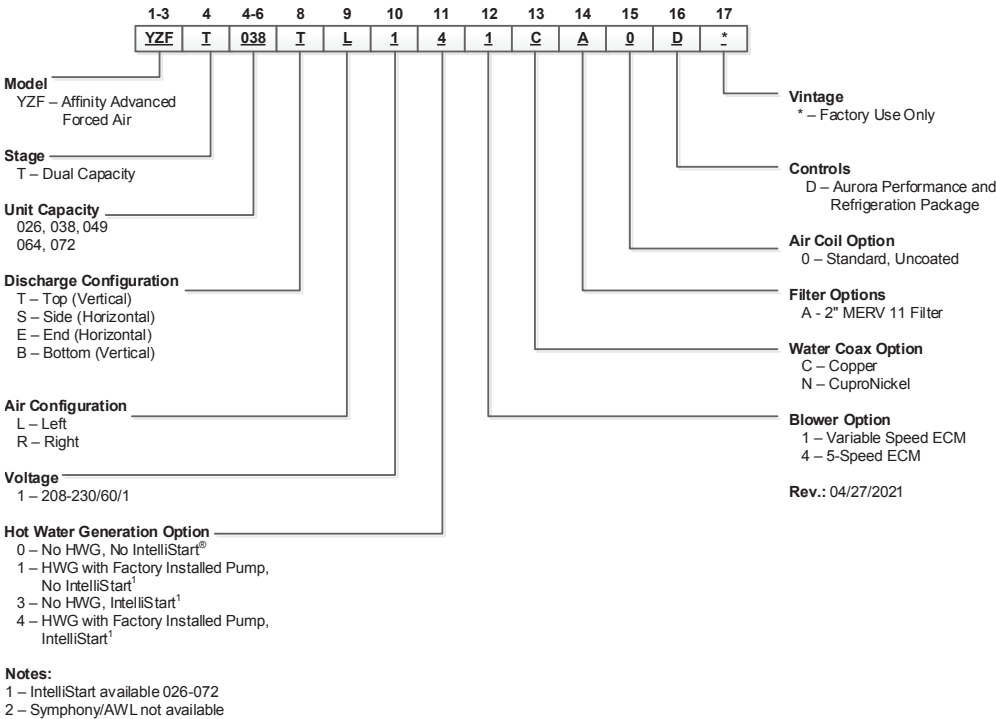 1-3 4 4-6 8 9 10 11 12 13 14 15 16 17
YZF T 038 T L 1 4 1 C A 0 D *
Model
YZF – Affinity Advanced
Forced Air
Stage
T – Dual Capacity
Unit Capacity
026, 038, 049
064, 072
Discharge Configuration
T – Top (Vertical)
S – Side (Horizontal)
E – End (Horizontal)
B – Bottom (Vertical)
Air Configuration
L – Left
R – Right
Voltage
1 – 208-230/60/1
Hot Water Generation Option
0 – No HWG, No IntelliStart®
1 – HWG with Factory Installed Pump,
No IntelliStart¹
3 – No HWG, IntelliStart¹
4 – HWG with Factory Installed Pump,
IntelliStart¹
Notes:
1 – IntelliStart available 026-072
2 – Symphony/AWL not available
Vintage
* – Factory Use Only
Controls
D – Aurora Performance and
Refrigeration Package
Air Coil Option
0 – Standard, Uncoated
Filter Options
A - 2" MERV 11 Filter
Water Coax Option
C – Copper
N – CuproNickel
Blower Option
1 – Variable Speed ECM
4 – 5-Speed ECM
Rev.: 04/27/2021